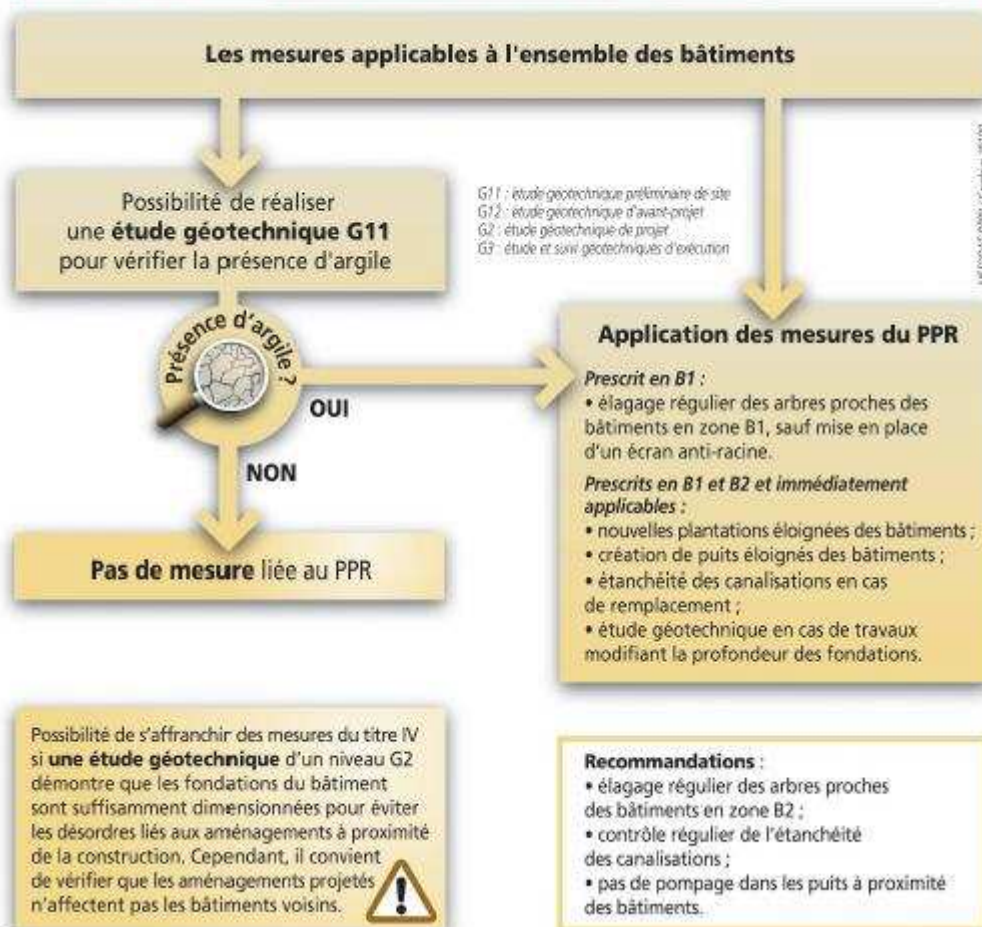 Les mesures applicables à l'ensemble des bâtiments
Possibilité de réaliser
une étude géotechnique G11
pour vérifier la présence d'argile
G11 : étude géotechnique préliminaire de site
G12 : étude géotechnique d'avant-projet
G2 : étude géotechnique de projet
G3 : étude et suivi géotechniques d'exécution
Présence d'argile ?
OUI
NON
Pas de mesure liée au PPR
Application des mesures du PPR
Prescrit en B1 :
• élagage régulier des arbres proches des
bâtiments en zone B1, sauf mise en place
d'un écran anti-racine.
Prescrits en B1 et B2 et immédiatement
applicables :
• nouvelles plantations éloignées des bâtiments ;
• création de puits éloignés des bâtiments ;
• étanchéité des canalisations en cas
de remplacement ;
• étude géotechnique en cas de travaux
modifiant la profondeur des fondations.
Possibilité de s'affranchir des mesures du titre IV
si une étude géotechnique d'un niveau G2
démontre que les fondations du bâtiment
sont suffisamment dimensionnées pour éviter
les désordres liés aux aménagements à proximité
de la construction. Cependant, il convient
de vérifier que les aménagements projetés
n'affectent pas les bâtiments voisins.
Recommandations :
• élagage régulier des arbres proches
des bâtiments en zone B2 ;
• contrôle régulier de l'étanchéité
des canalisations ;
• pas de pompage dans les puits à proximité
des bâtiments.